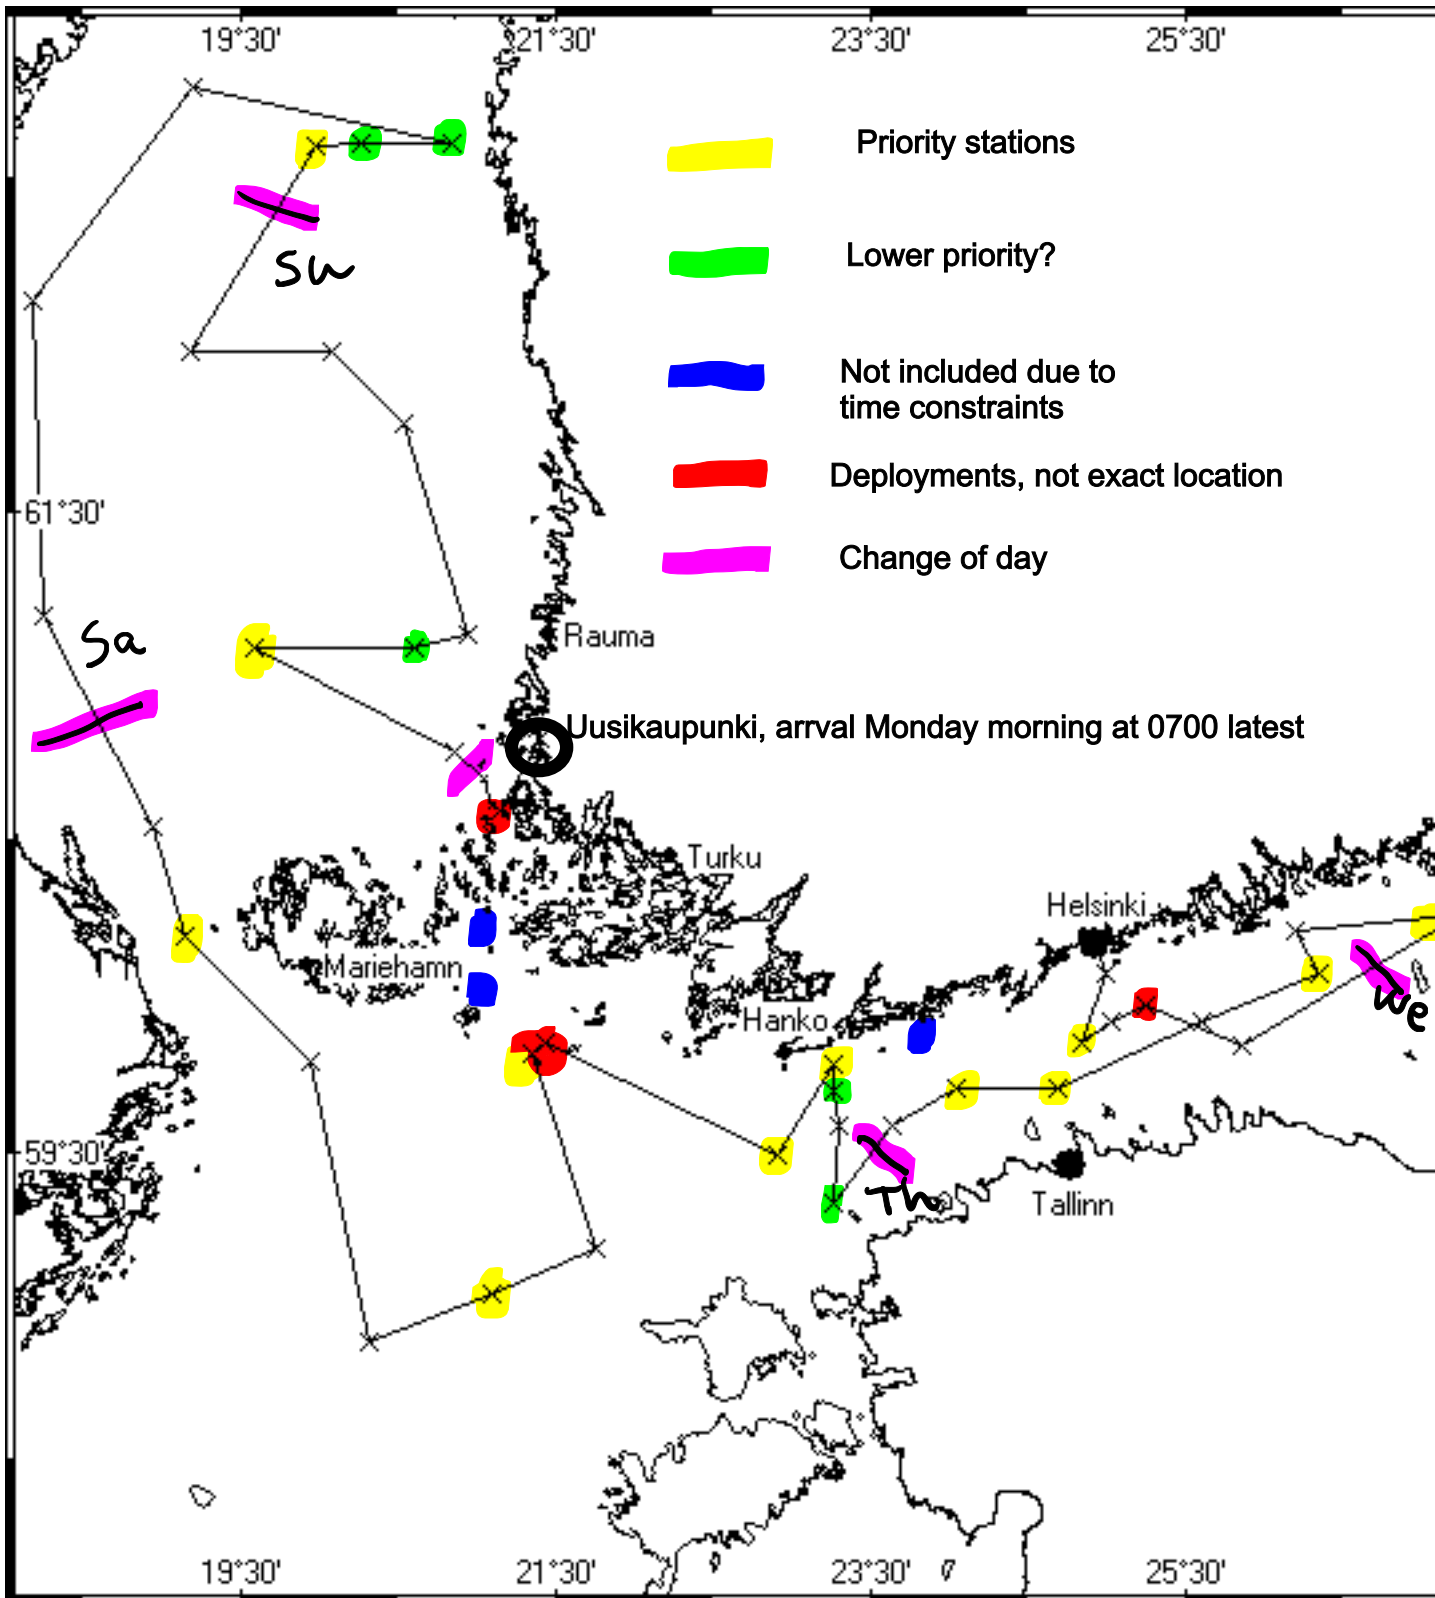 19°30' 21°30' 23°30' 25°30'
Priority stations
Su
Lower priority?
Not included due to
time constraints
Deployments, not exact location
61°30'
Change of day
Sa
Rauma
Uusikaupunki, arrval Monday morning at 0700 latest
Turku
Helsinki
Mariehamn
Hanko
We
59°30'
Th
Tallinn
19°30' 21°30' 23°30' 25°30'